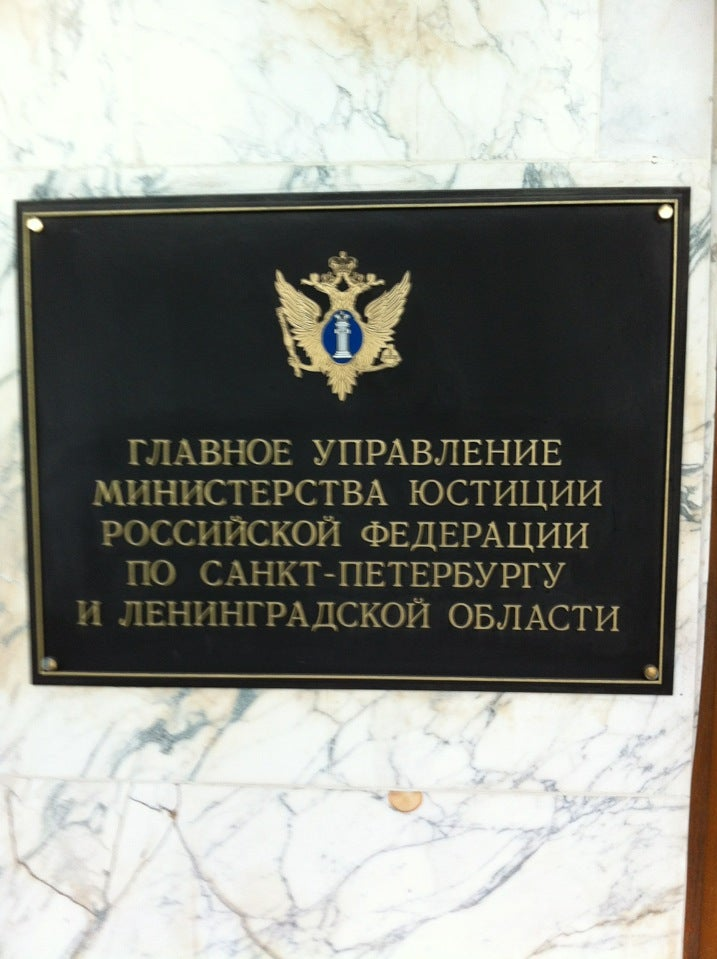 ГЛАВНОЕ УПРАВЛЕНИЕ
МИНИСТЕРСТВА ЮСТИЦИИ
РОССИЙСКОЙ ФЕДЕРАЦИИ
ПО САНКТ-ПЕТЕРБУРГУ
И ЛЕНИНГРАДСКОЙ ОБЛАСТИ